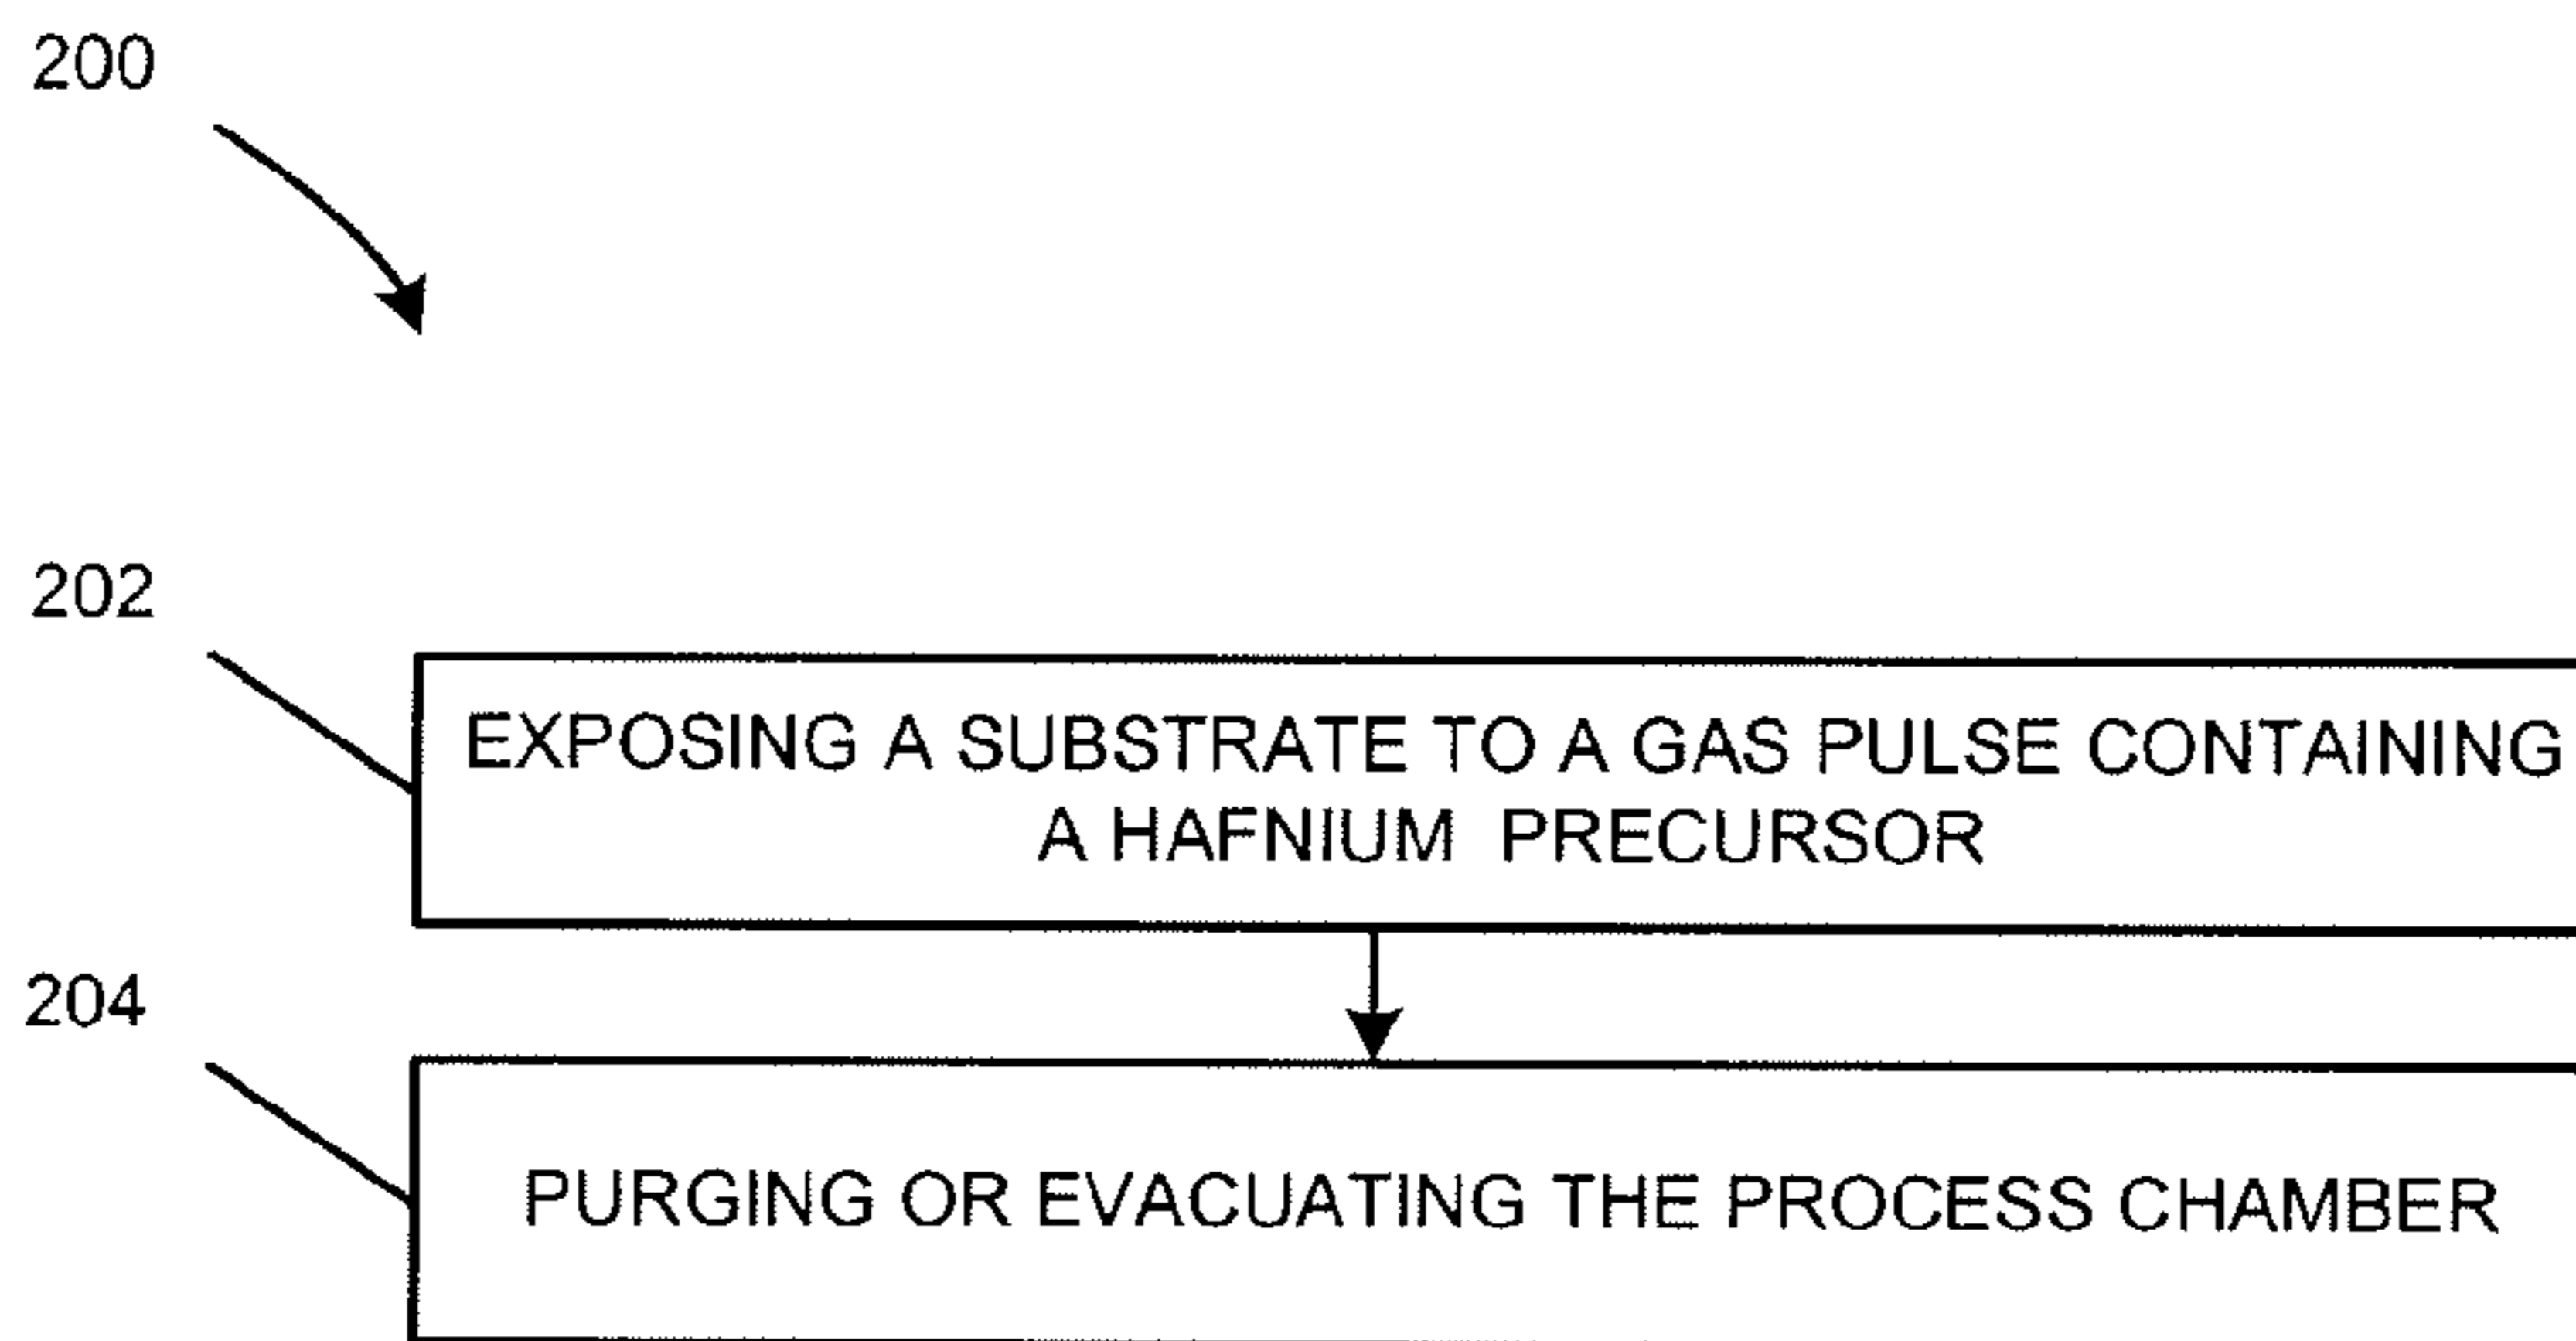 200
202
EXPOSING A SUBSTRATE TO A GAS PULSE CONTAINING
A HAFNIUM PRECURSOR
204
PURGING OR EVACUATING THE PROCESS CHAMBER